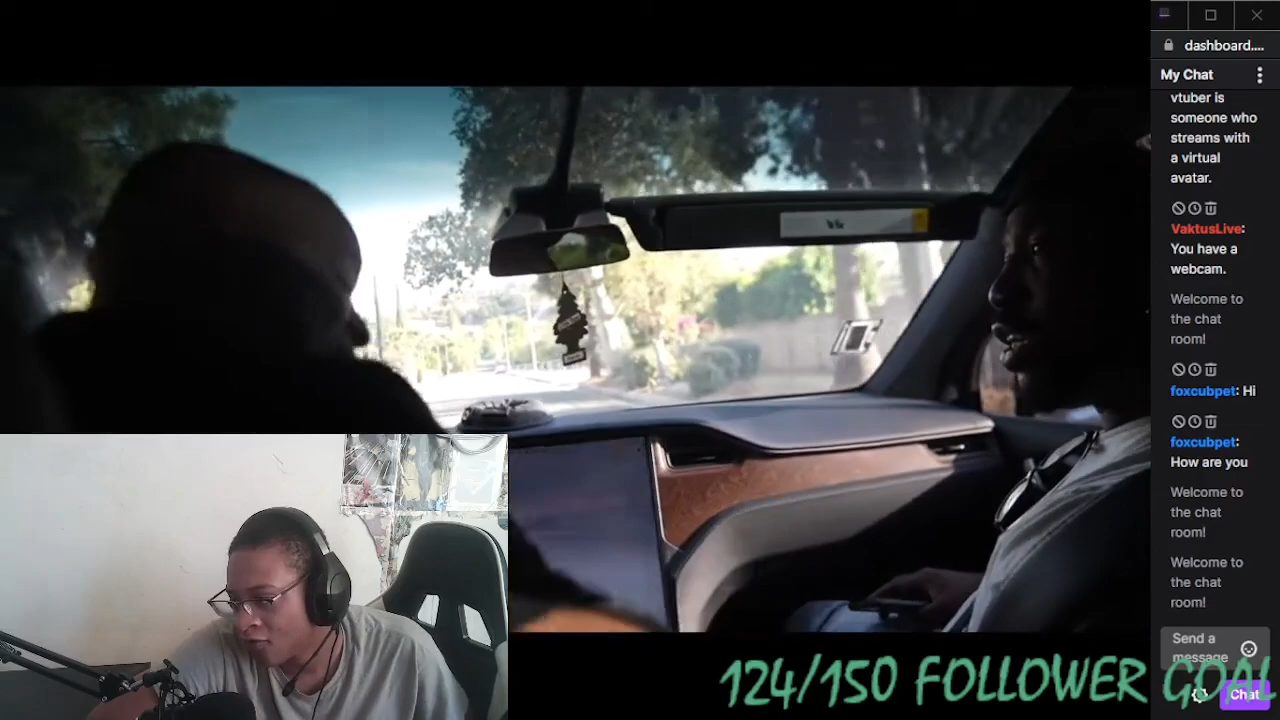 dashboard....
My Chat
vtuber is
someone who
streams with
a virtual
avatar.
VaktusLive:
You have a
webcam.
Welcome to
the chat
room!
foxcubpet: Hi
foxcubpet:
How are you
Welcome to
the chat
room!
Welcome to
the chat
room!
Send a
message
Chat
124/150 FOLLOWER GOAL